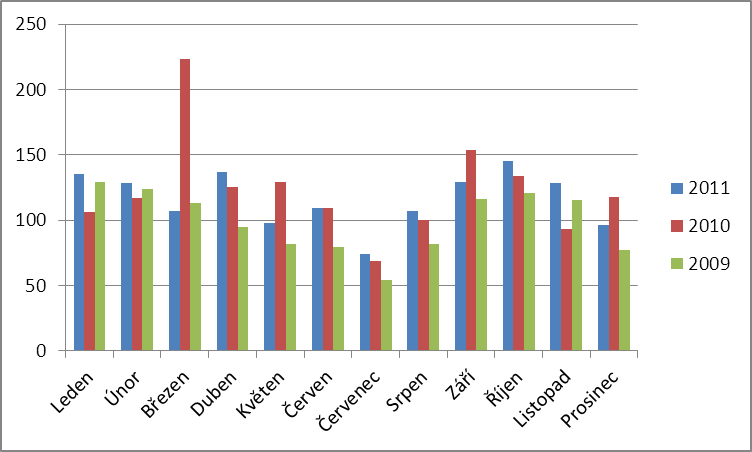 250
200
150
100
50
0
Leden
Únor
Březen
Duben
Květen
Červen
Červenec
Srpen
Září
Říjen
Listopad
Prosinec
2011
2010
2009